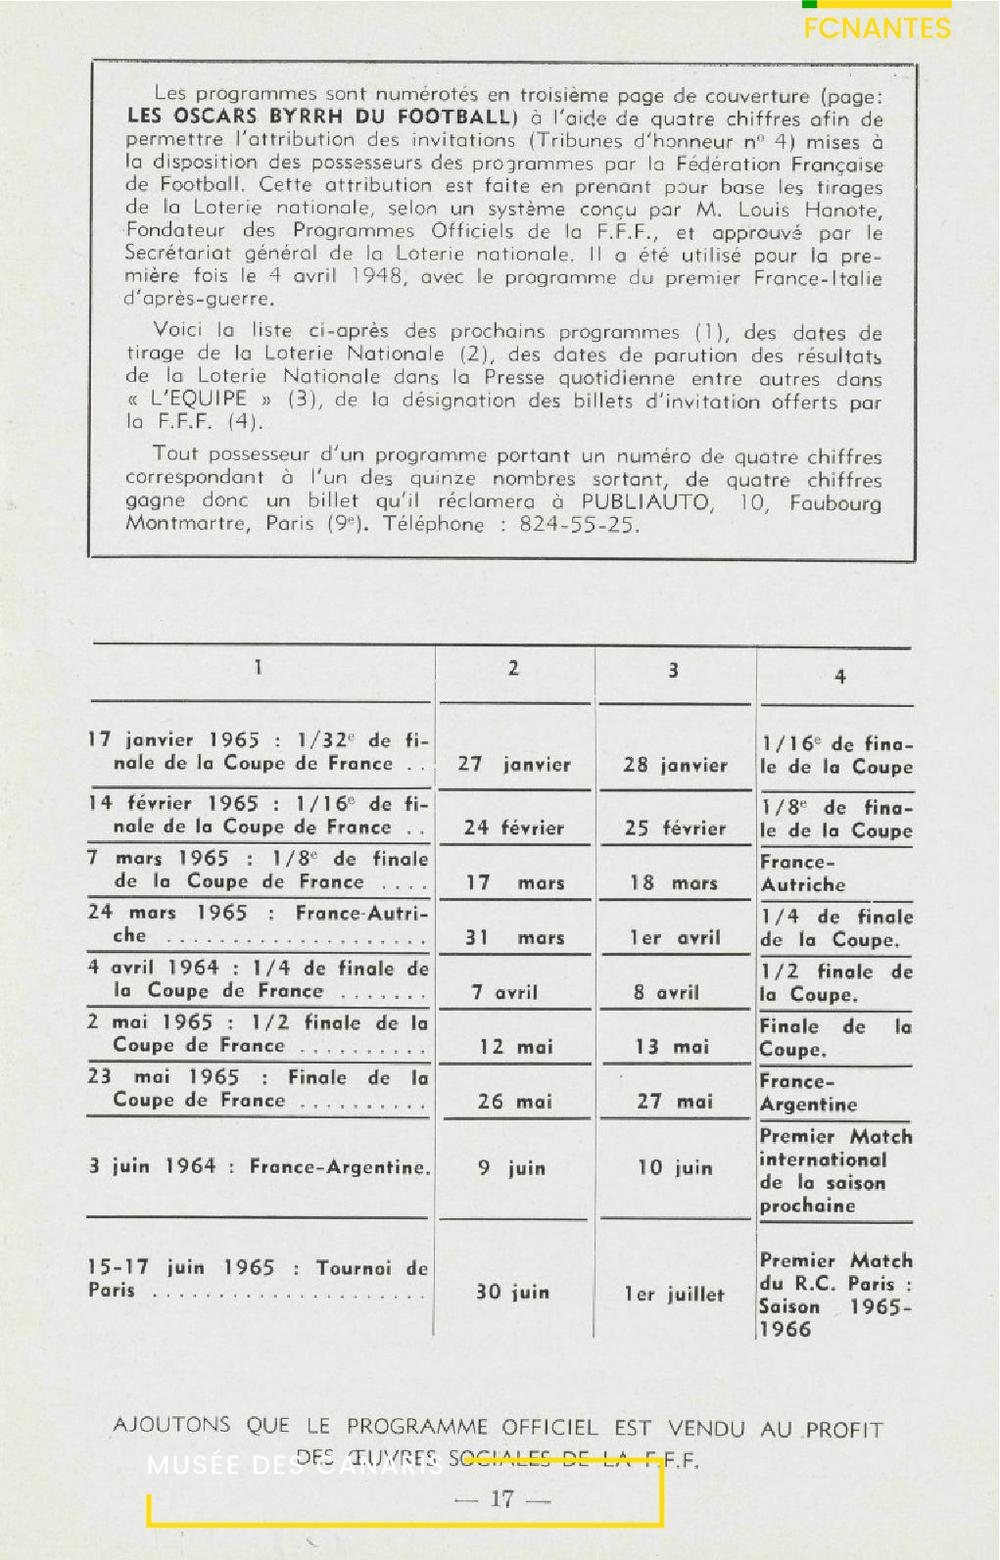 FCNANTES
Les programmes sont numérotés en troisième page de couverture (page:
LES OSCARS BYRRH DU FOOTBALL) à l'aide de quatre chiffres afin de
permettre l'attribution des invitations (Tribunes d'honneur n° 4) mises à
la disposition des possesseurs des programmes par la Fédération Française
de Football. Cette attribution est faite en prenant pour base les tirages
de la Loterie nationale, selon un système conçu par M. Louis Hanote,
Fondateur des Programmes Officiels de la F.F.F., et approuvé par le
Secrétariat général de la Loterie nationale. Il a été utilisé pour la pre-
mière fois le 4 avril 1948, avec le programme du premier France-Italie
d'après-guerre.
Voici la liste ci-après des prochains programmes (1), des dates de
tirage de la Loterie Nationale (2), des dates de parution des résultats
de la Loterie Nationale dans la Presse quotidienne entre autres dans
« L'EQUIPE » (3), de la désignation des billets d'invitation offerts par
la F.F.F. (4).
Tout possesseur d'un programme portant un numéro de quatre chiffres
correspondant à l'un des quinze nombres sortant, de quatre chiffres
gagne donc un billet qu'il réclamera à PUBLIAUTO, 10, Faubourg
Montmartre, Paris (9e). Téléphone : 824-55-25.
1 2 3 4
17 janvier 1965 : 1/32e de fi-
nale de la Coupe de France .. 27 janvier 28 janvier 1/16e de fina-
le de la Coupe
14 février 1965 : 1/16e de fi-
nale de la Coupe de France .. 24 février 25 février 1/8e de fina-
le de la Coupe
7 mars 1965 : 1/8e de finale
de la Coupe de France .... 17 mars 18 mars France-
Autriche
24 mars 1965 : France-Autri-
che .................... 31 mars 1er avril 1/4 de finale
de la Coupe.
4 avril 1964 : 1/4 de finale de
la Coupe de France ....... 7 avril 8 avril 1/2 finale de
la Coupe.
2 mai 1965 : 1/2 finale de la
Coupe de France .......... 12 mai 13 mai Finale de la
Coupe.
23 mai 1965 : Finale de la
Coupe de France .......... 26 mai 27 mai France-
Argentine
3 juin 1964 : France-Argentine. 9 juin 10 juin Premier Match
international
de la saison
prochaine
15-17 juin 1965 : Tournoi de
Paris ..................... 30 juin 1er juillet Premier Match
du R.C. Paris :
Saison 1965-
1966
AJOUTONS QUE LE PROGRAMME OFFICIEL EST VENDU AU PROFIT
DES ŒUVRES SOCIALES DE LA F.F.F.
MUSÉE DES CANARIS
— 17 —